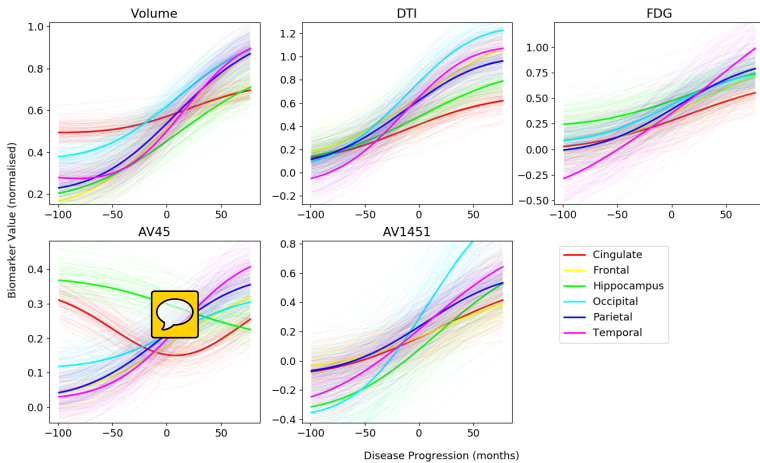 Volume
1.0
0.8
0.6
0.4
0.2
−100 −50 0 50 100
DTI
1.2
1.0
0.8
0.6
0.4
0.2
0.0
−0.2
−100 −50 0 50 100
FDG
1.00
0.75
0.50
0.25
0.00
−0.25
−0.50
−100 −50 0 50
Biomarker Value (normalised)
AV45
0.4
0.3
0.2
0.1
0.0
−100 −50 0 50 100
AV1451
0.8
0.6
0.4
0.2
0.0
−0.2
−0.4
−100 −50 0 50 100
Cingulate
Frontal
Hippocampus
Occipital
Parietal
Temporal
Disease Progression (months)